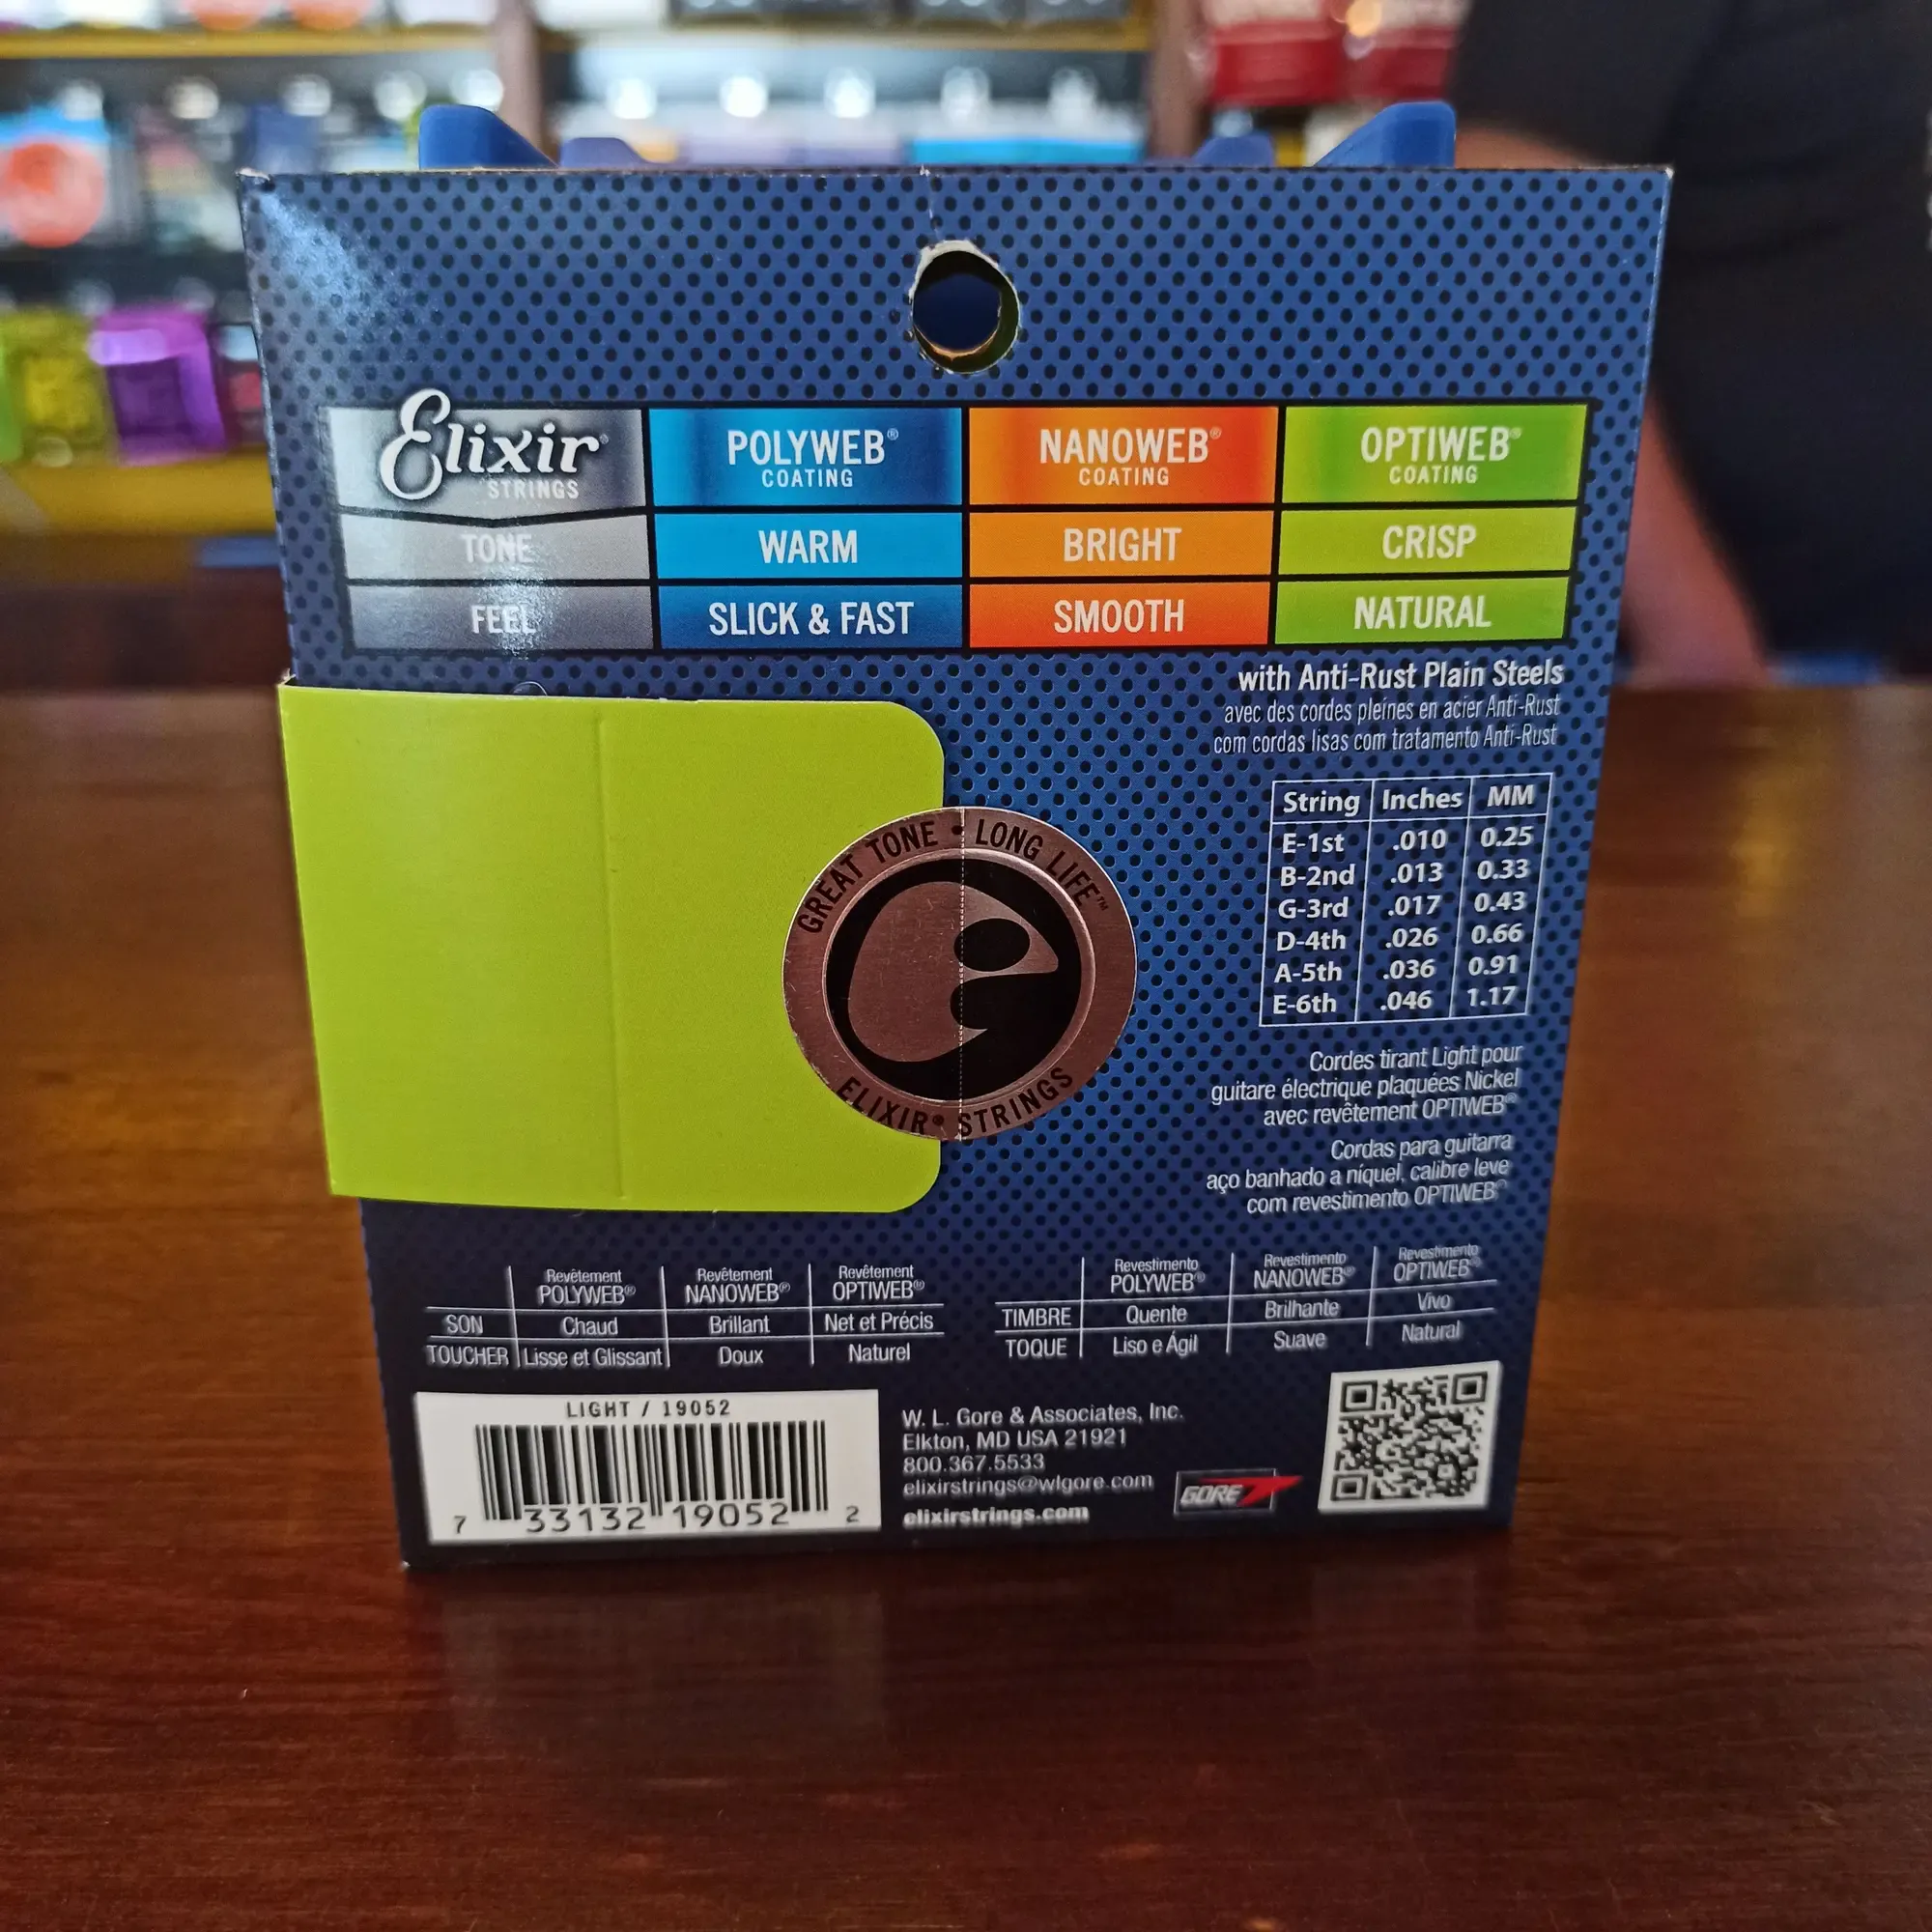 Elixir® POLYWEB® NANOWEB® OPTIWEB®
STRINGS COATING COATING COATING
TONE WARM BRIGHT CRISP
FEEL SLICK & FAST SMOOTH NATURAL
with Anti-Rust Plain Steels
avec des cordes pleines en acier Anti-Rust
com cordas lisas com tratamento Anti-Rust
String Inches MM
E-1st .010 0.25
B-2nd .013 0.33
G-3rd .017 0.43
D-4th .026 0.66
A-5th .036 0.91
E-6th .046 1.17
GREAT TONE • LONG LIFE™
ELIXIR® STRINGS
Cordes tirant Light pour
guitare électrique plaquées Nickel
avec revêtement OPTIWEB®
Cordas para guitarra
aço banhado a níquel, calibre leve
com revestimento OPTIWEB®
Revêtement Revêtement Revêtement
POLYWEB® NANOWEB® OPTIWEB®
SON Chaud Brillant Net et Précis
TOUCHER Lisse et Glissant Doux Naturel
Revestimento Revestimento Revestimento
POLYWEB® NANOWEB® OPTIWEB®
TIMBRE Quente Brilhante Vivo
TOQUE Liso e Ágil Suave Natural
LIGHT / 19052
7 33132 19052 2
W. L. Gore & Associates, Inc.
Elkton, MD USA 21921
800.367.5533
elixirstrings@wlgore.com
elixirstrings.com
GORE